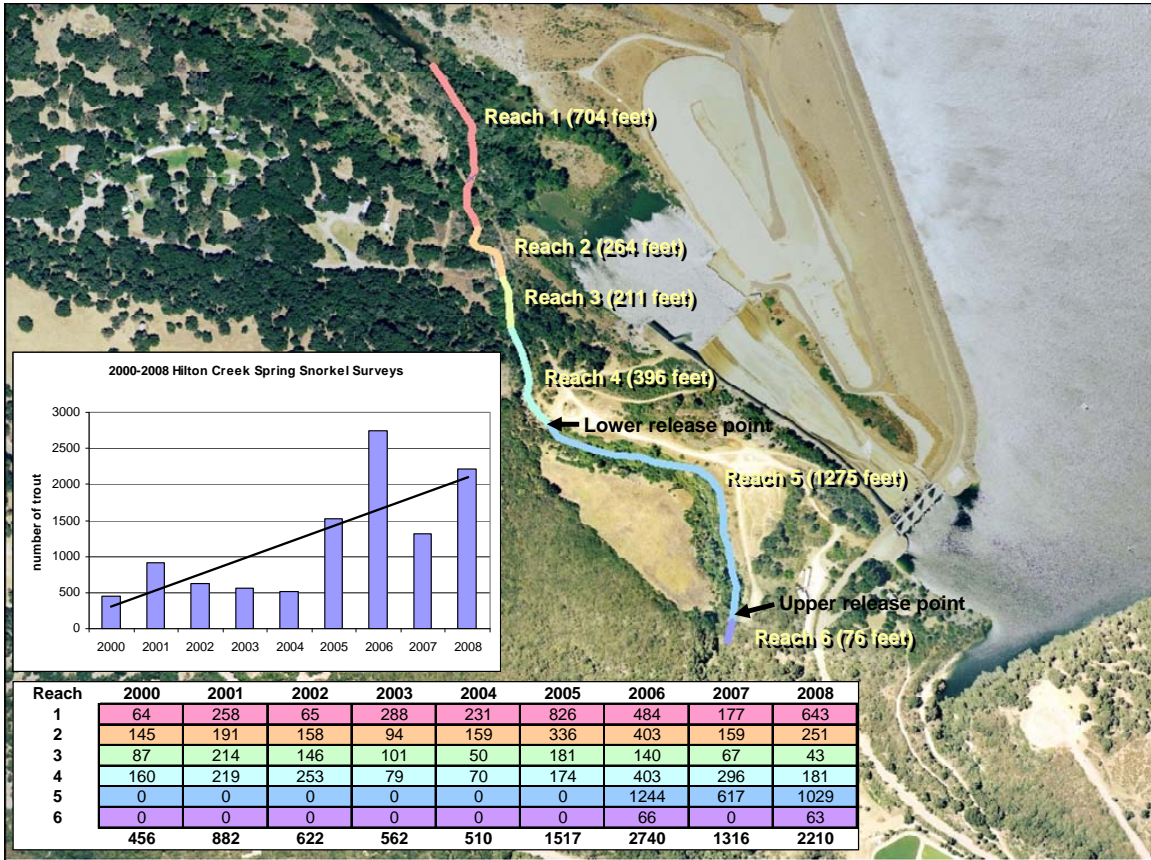 Reach 1 (704 feet)
Reach 2 (264 feet)
Reach 3 (211 feet)
Reach 4 (396 feet)
Lower release point
Reach 5 (1275 feet)
Upper release point
Reach 6 (76 feet)
2000-2008 Hilton Creek Spring Snorkel Surveys
number of trout
3000
2500
2000
1500
1000
500
0
2000 2001 2002 2003 2004 2005 2006 2007 2008
Reach 2000 2001 2002 2003 2004 2005 2006 2007 2008
1 64 258 65 288 231 826 484 177 643
2 145 191 158 94 159 336 403 159 251
3 87 214 146 101 50 181 140 67 43
4 160 219 253 79 70 174 403 296 181
5 0 0 0 0 0 0 1244 617 1029
6 0 0 0 0 0 0 66 0 63
456 882 622 562 510 1517 2740 1316 2210